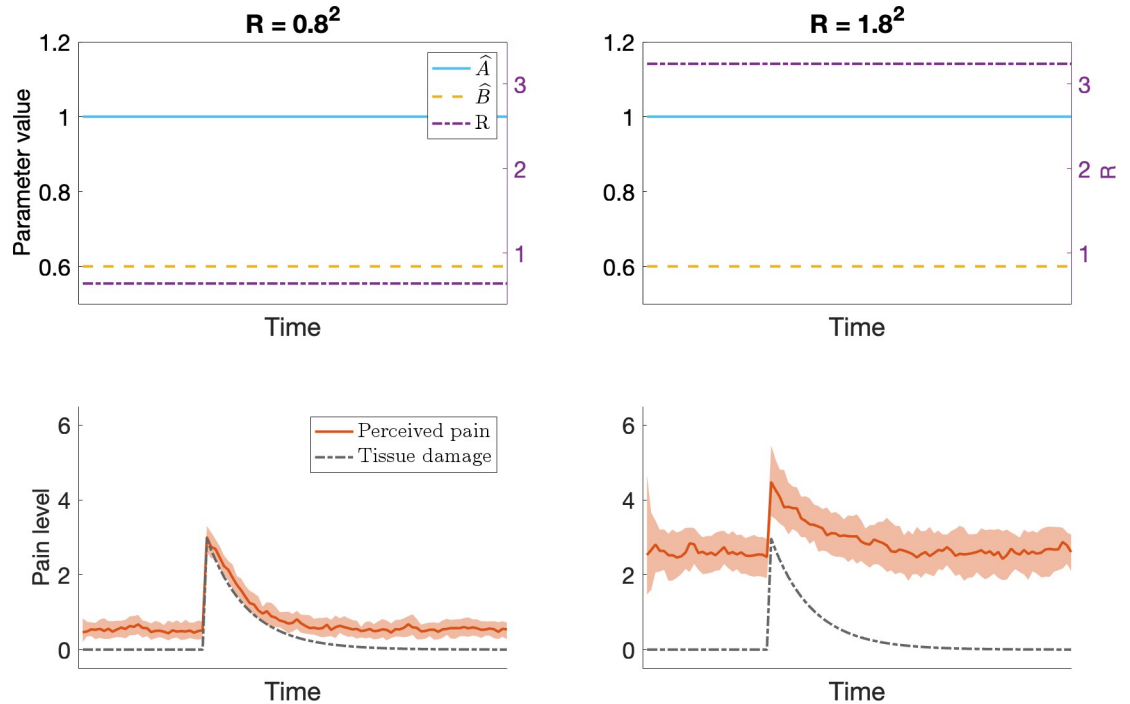 R = 0.8²
R = 1.8²
1.2
1
0.8
0.6
Parameter value
Â
B̂
R
3
2
1
Time
1.2
1
0.8
0.6
3
2
1
R
Time
6
4
2
0
Pain level
Perceived pain
Tissue damage
Time
6
4
2
0
Time